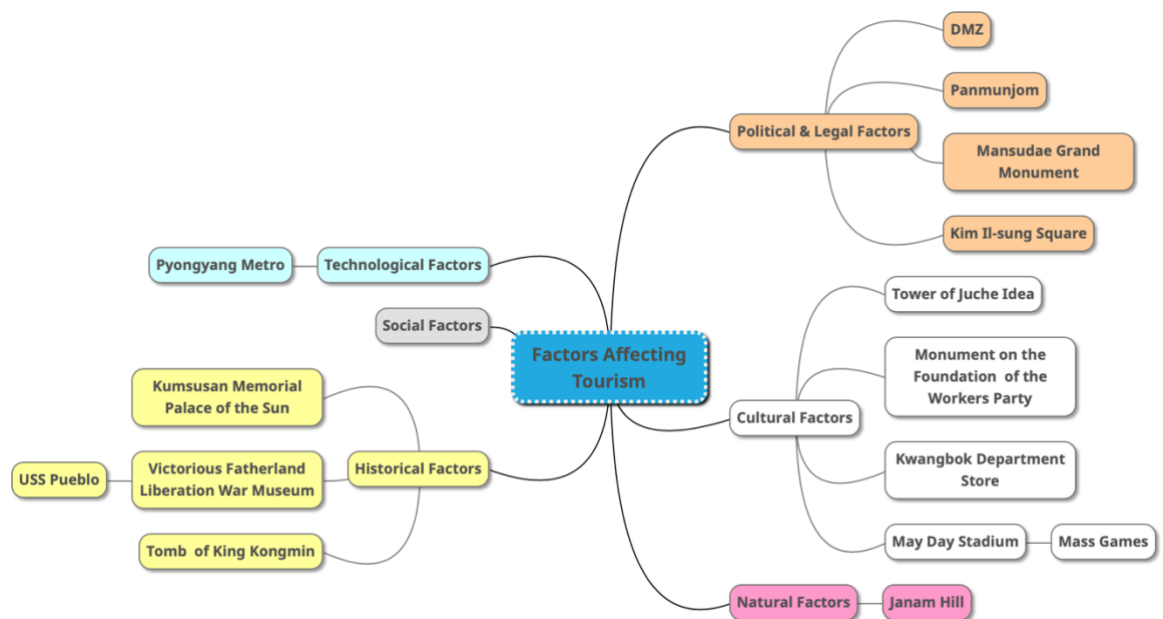 Factors Affecting
Tourism
Political & Legal Factors
DMZ
Panmunjom
Mansudae Grand
Monument
Kim Il-sung Square
Cultural Factors
Tower of Juche Idea
Monument on the
Foundation  of the
Workers Party
Kwangbok Department
Store
May Day Stadium
Mass Games
Natural Factors
Janam Hill
Technological Factors
Pyongyang Metro
Social Factors
Historical Factors
Kumsusan Memorial
Palace of the Sun
Victorious Fatherland
Liberation War Museum
USS Pueblo
Tomb  of King Kongmin